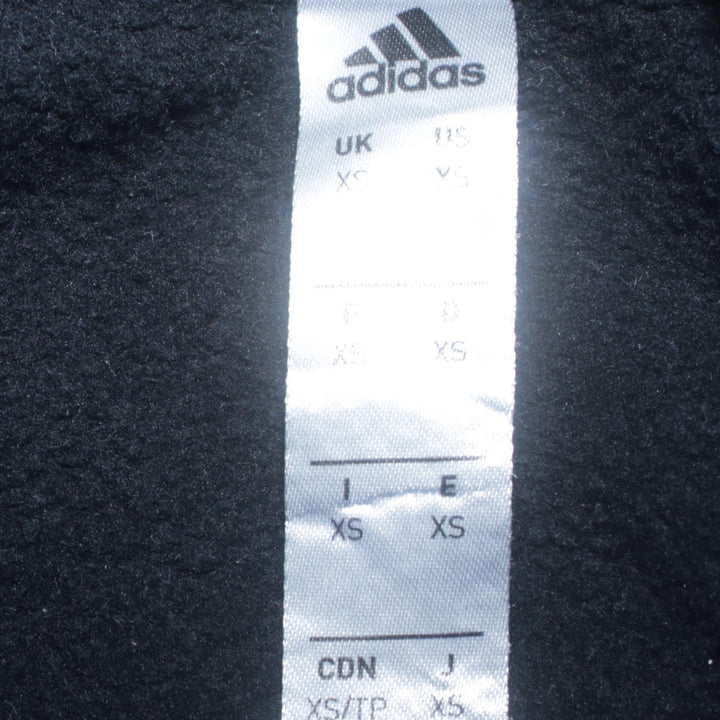 adidas
UK US
XS XS
F D
XS XS
I E
XS XS
CDN J
XS/TP XS